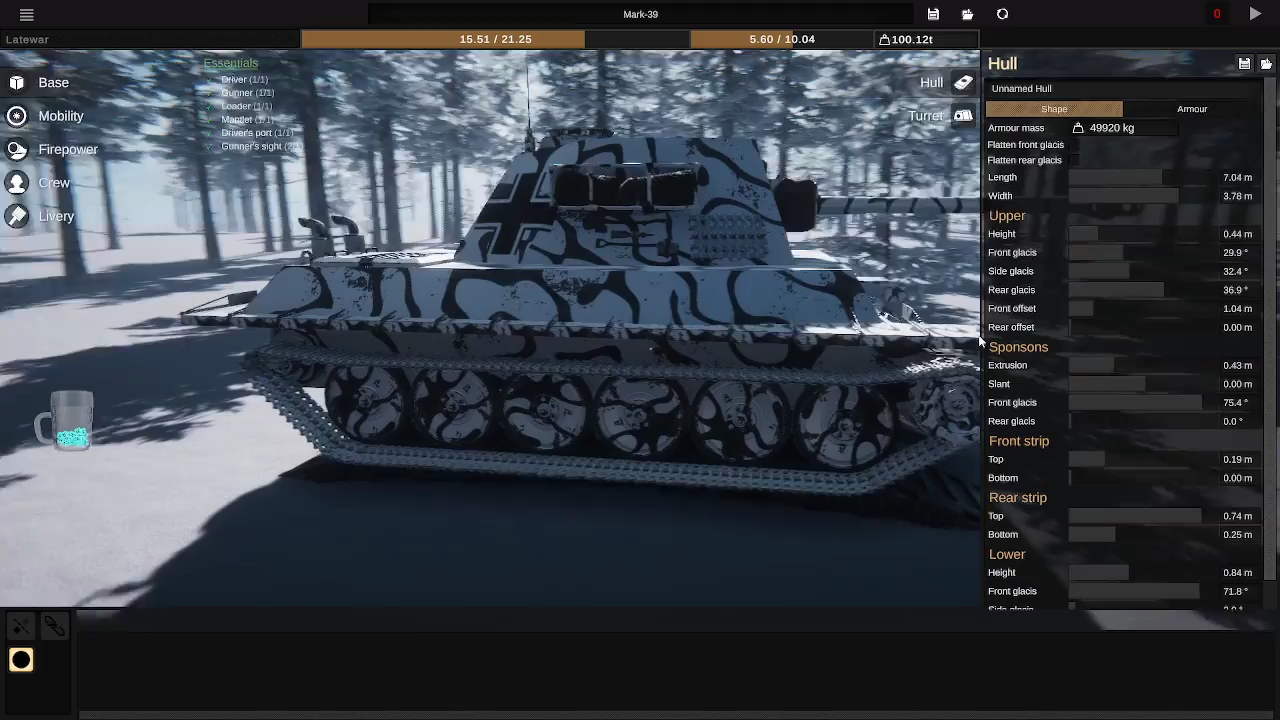 Mark-39
0
Latewar
15.51 / 21.25
5.60 / 10.04
100.12t
Base
Mobility
Firepower
Crew
Livery
Essentials
Driver (1/1)
Gunner (1/1)
Loader (1/1)
Mantlet (1/1)
Driver's port (1/1)
Gunner's sight
Hull
Turret
Hull
Unnamed Hull
Shape Armour
Armour mass 49920 kg
Flatten front glacis
Flatten rear glacis
Length 7.04 m
Width 3.78 m
Upper
Height 0.44 m
Front glacis 29.9 °
Side glacis 32.4 °
Rear glacis 36.9 °
Front offset 1.04 m
Rear offset 0.00 m
Sponsons
Extrusion 0.43 m
Slant 0.00 m
Front glacis 75.4 °
Rear glacis 0.0 °
Front strip
Top 0.19 m
Bottom 0.00 m
Rear strip
Top 0.74 m
Bottom 0.25 m
Lower
Height 0.84 m
Front glacis 71.8 °